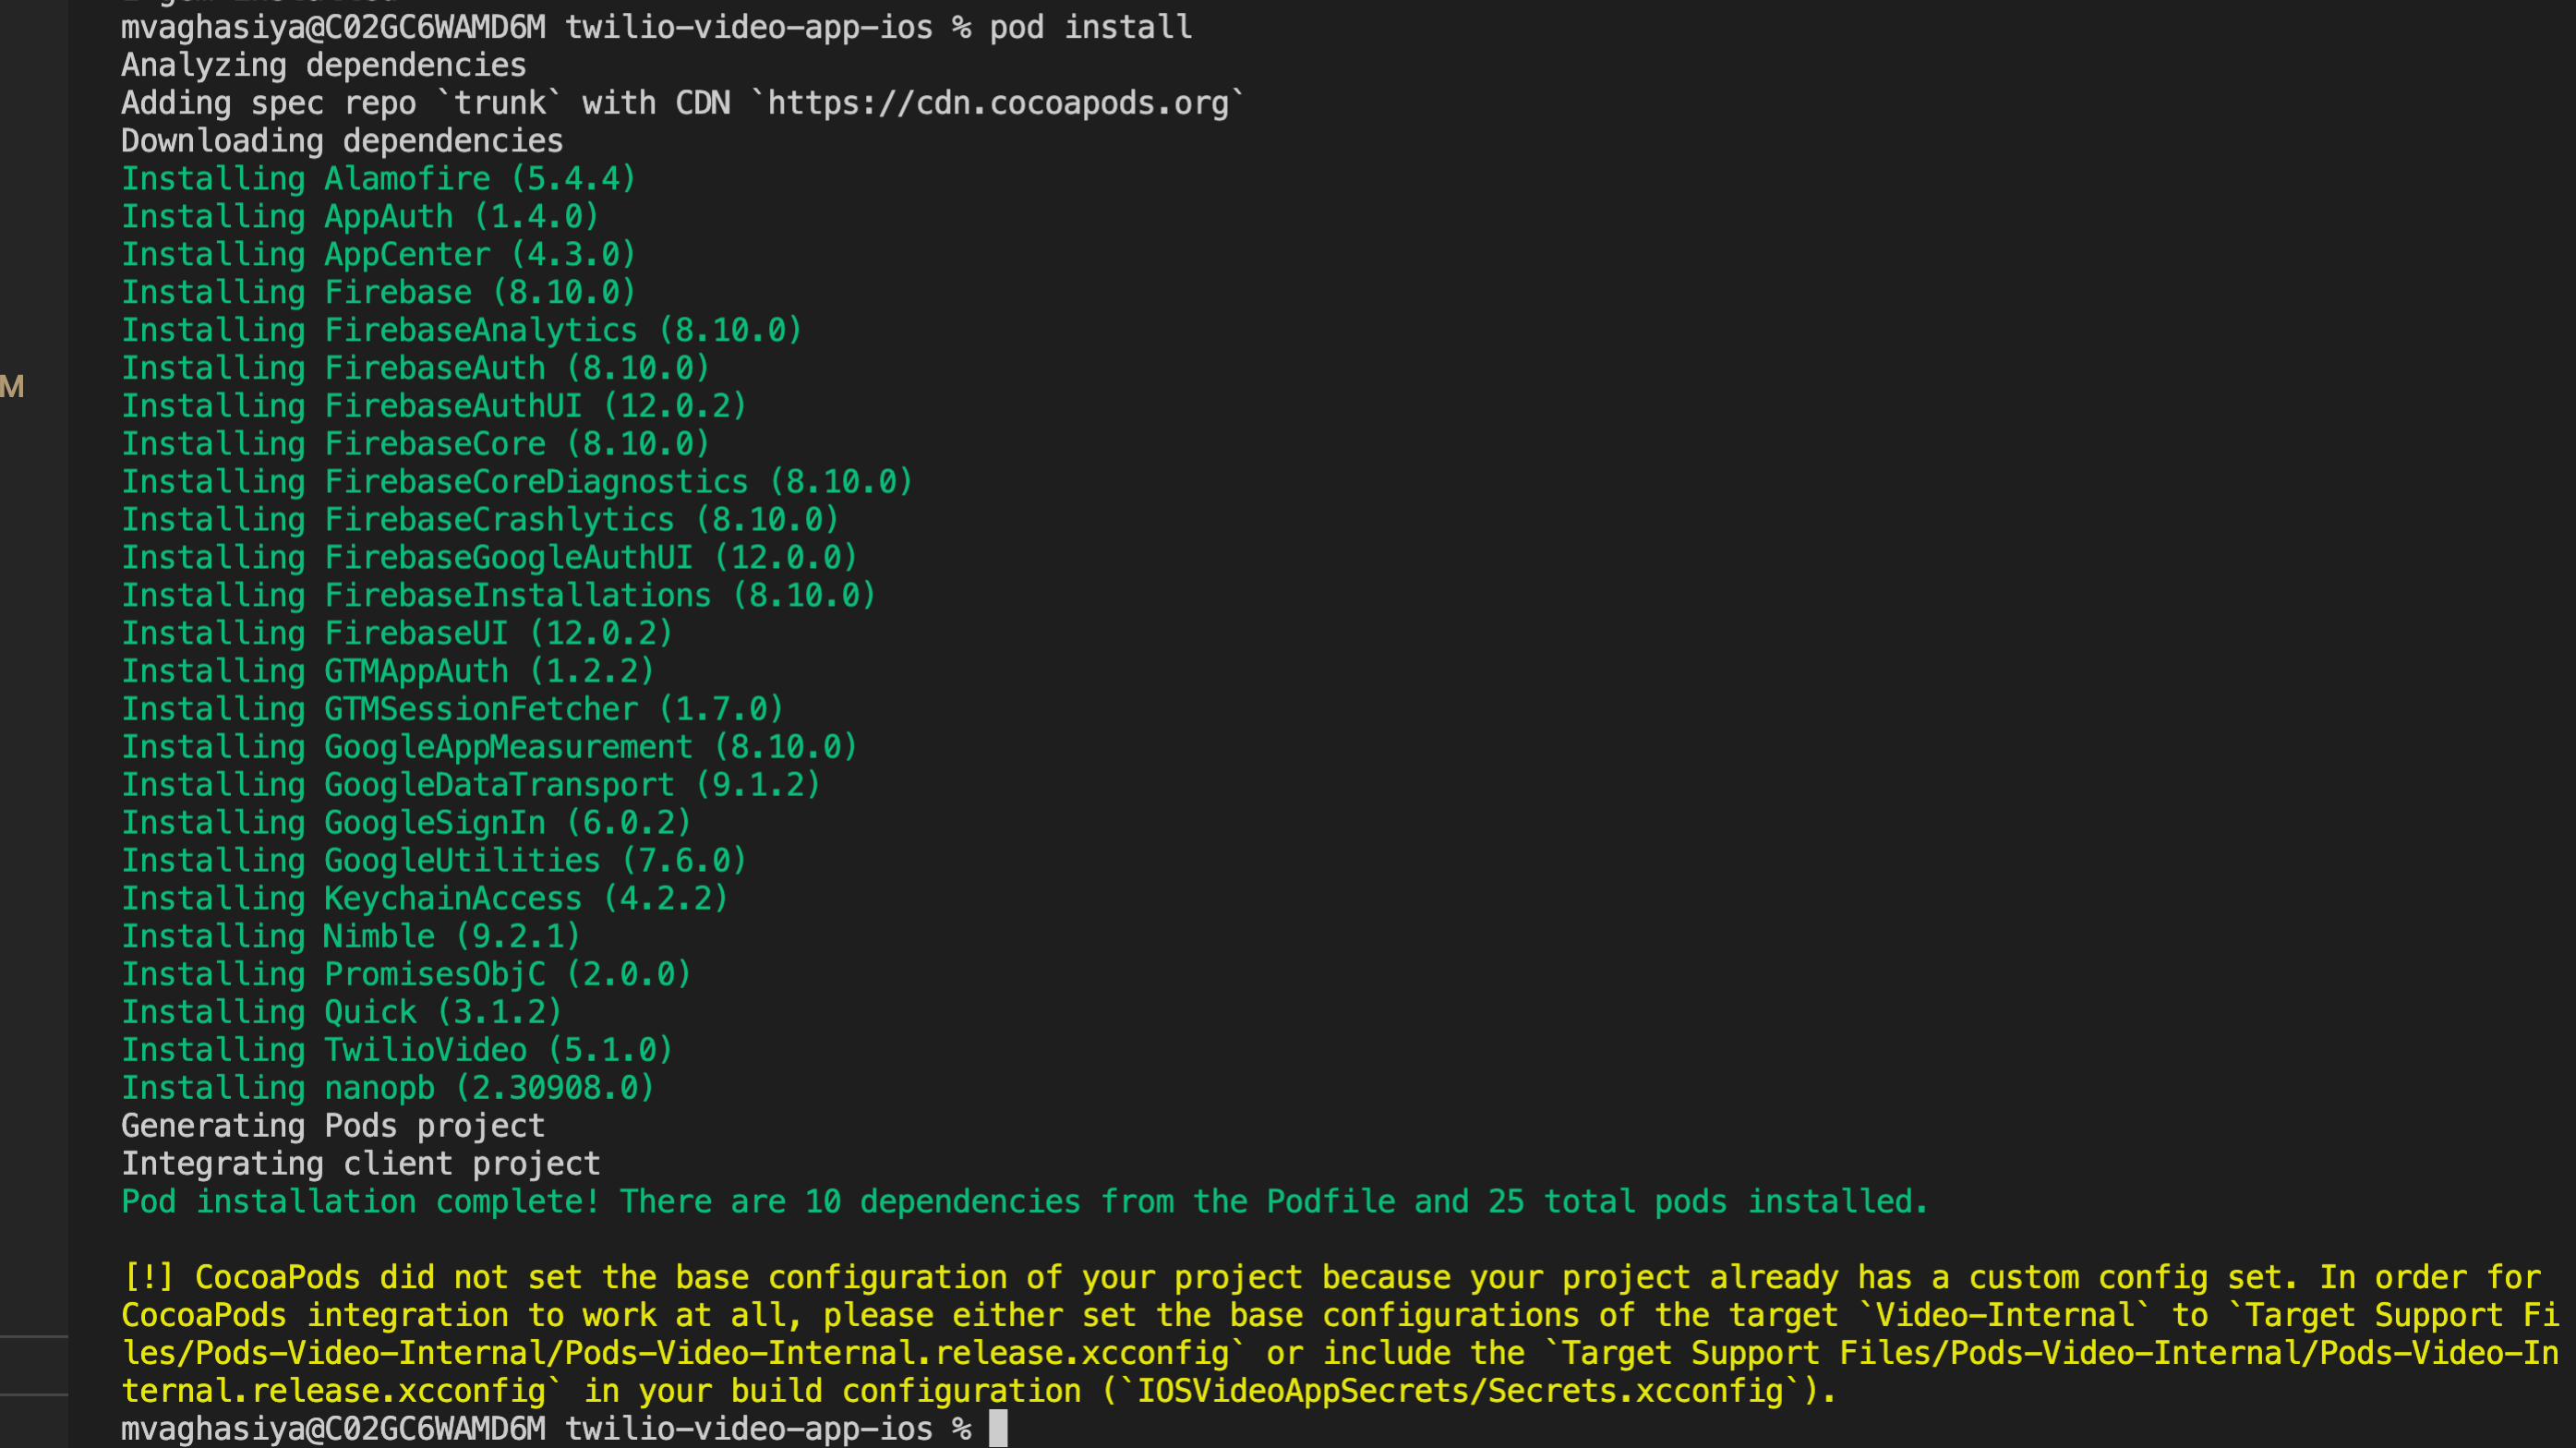 mvaghasiya@C02GC6WAMD6M twilio-video-app-ios % pod install
Analyzing dependencies
Adding spec repo `trunk` with CDN `https://cdn.cocoapods.org`
Downloading dependencies
Installing Alamofire (5.4.4)
Installing AppAuth (1.4.0)
Installing AppCenter (4.3.0)
Installing Firebase (8.10.0)
Installing FirebaseAnalytics (8.10.0)
M
Installing FirebaseAuth (8.10.0)
Installing FirebaseAuthUI (12.0.2)
Installing FirebaseCore (8.10.0)
Installing FirebaseCoreDiagnostics (8.10.0)
Installing FirebaseCrashlytics (8.10.0)
Installing FirebaseGoogleAuthUI (12.0.0)
Installing FirebaseInstallations (8.10.0)
Installing FirebaseUI (12.0.2)
Installing GTMAppAuth (1.2.2)
Installing GTMSessionFetcher (1.7.0)
Installing GoogleAppMeasurement (8.10.0)
Installing GoogleDataTransport (9.1.2)
Installing GoogleSignIn (6.0.2)
Installing GoogleUtilities (7.6.0)
Installing KeychainAccess (4.2.2)
Installing Nimble (9.2.1)
Installing PromisesObjC (2.0.0)
Installing Quick (3.1.2)
Installing TwilioVideo (5.1.0)
Installing nanopb (2.30908.0)
Generating Pods project
Integrating client project
Pod installation complete! There are 10 dependencies from the Podfile and 25 total pods installed.
[!] CocoaPods did not set the base configuration of your project because your project already has a custom config set. In order for
CocoaPods integration to work at all, please either set the base configurations of the target `Video-Internal` to `Target Support Fi
les/Pods-Video-Internal/Pods-Video-Internal.release.xcconfig` or include the `Target Support Files/Pods-Video-Internal/Pods-Video-In
ternal.release.xcconfig` in your build configuration (`IOSVideoAppSecrets/Secrets.xcconfig`).
mvaghasiya@C02GC6WAMD6M twilio-video-app-ios %